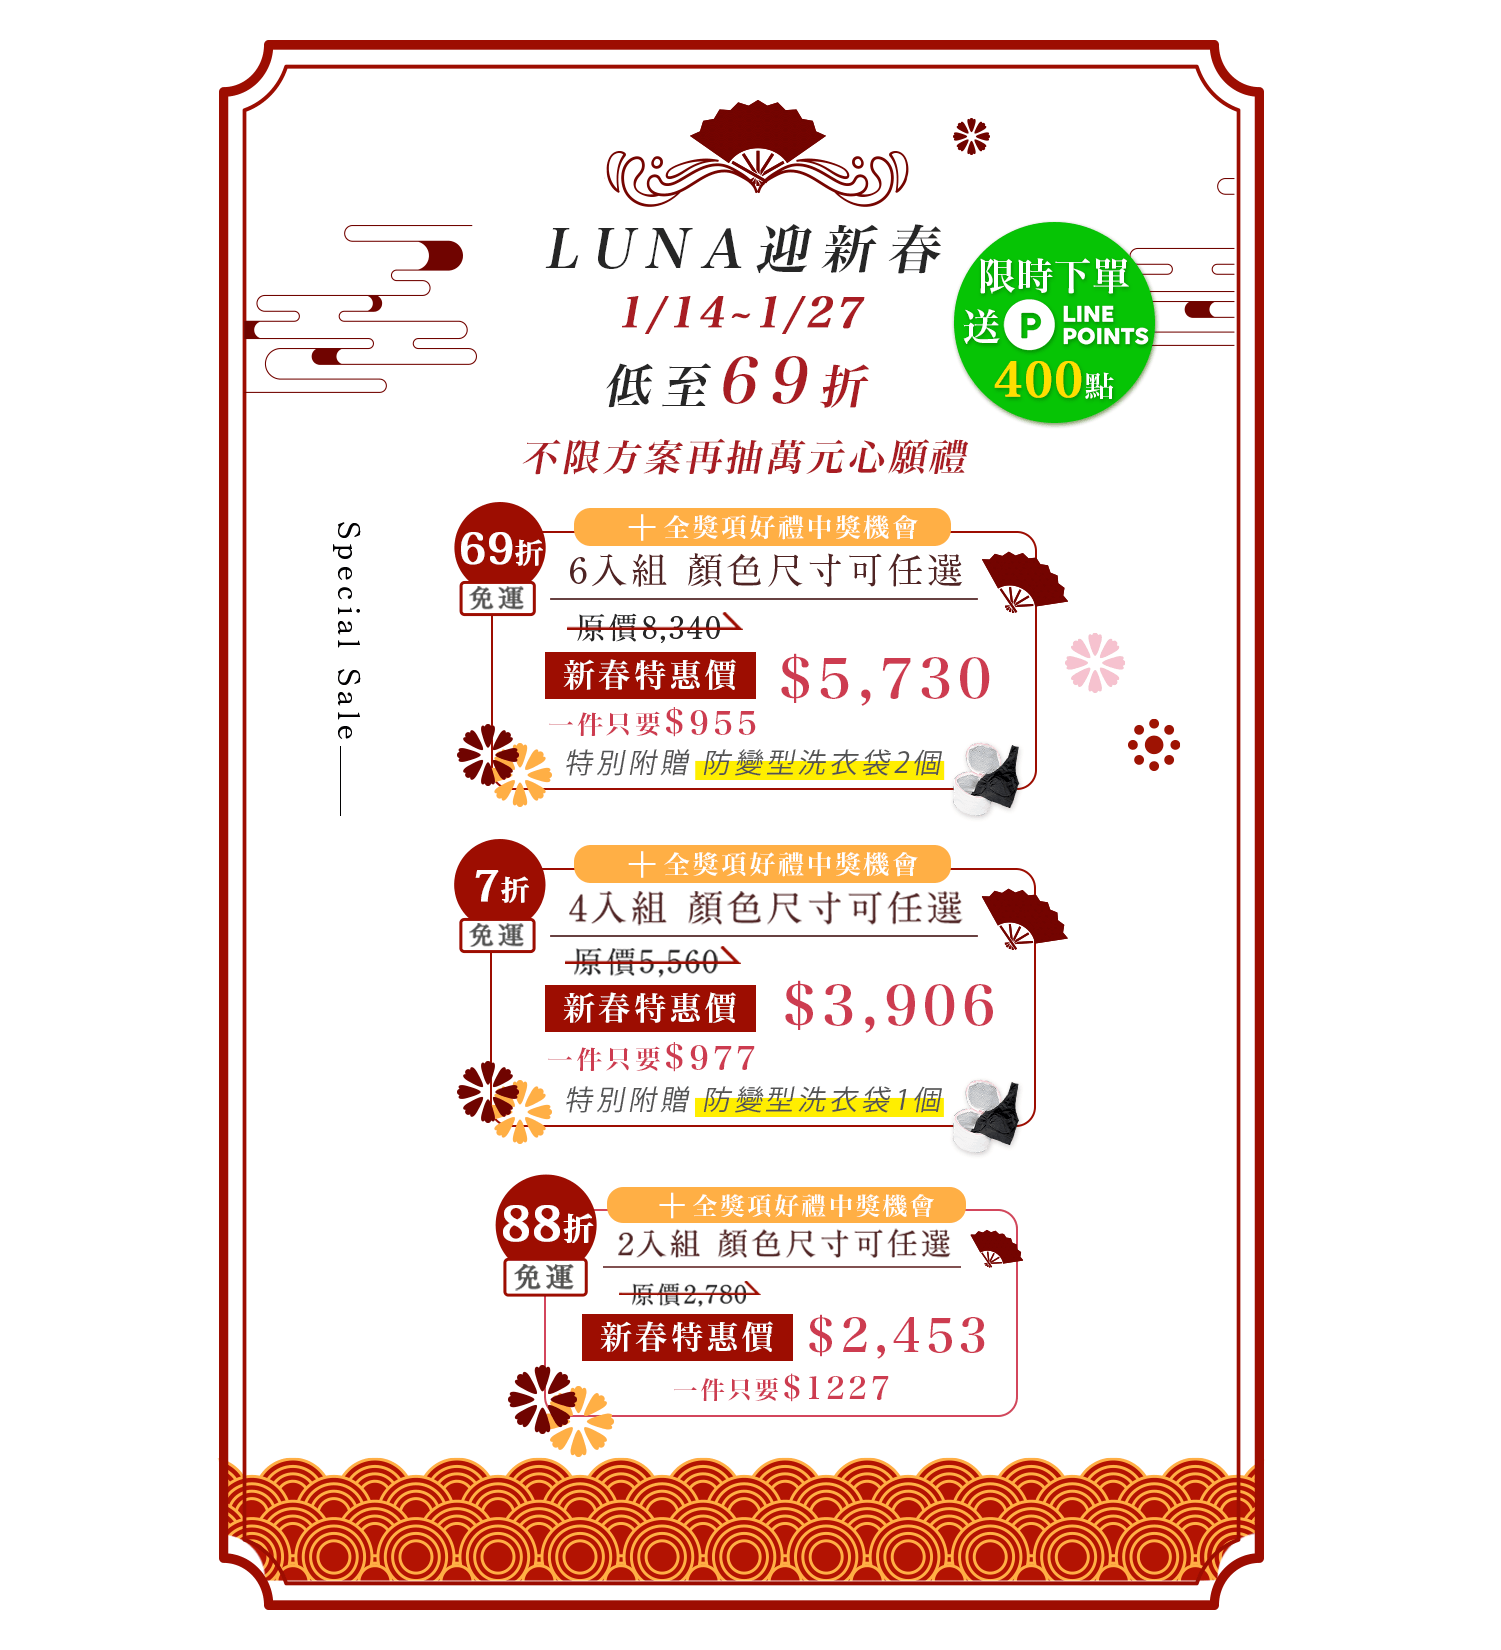 LUNA迎新春
1/14~1/27
低至69折
不限方案再抽萬元心願禮
限時下單
送 P LINE POINTS
400點
Special Sale
69折
免運
＋全獎項好禮中獎機會
6入組 顏色尺寸可任選
原價8,340
新春特惠價 $5,730
一件只要$955
特別附贈 防變型洗衣袋2個
7折
免運
＋全獎項好禮中獎機會
4入組 顏色尺寸可任選
原價5,560
新春特惠價 $3,906
一件只要$977
特別附贈 防變型洗衣袋1個
88折
免運
＋全獎項好禮中獎機會
2入組 顏色尺寸可任選
原價2,780
新春特惠價 $2,453
一件只要$1227